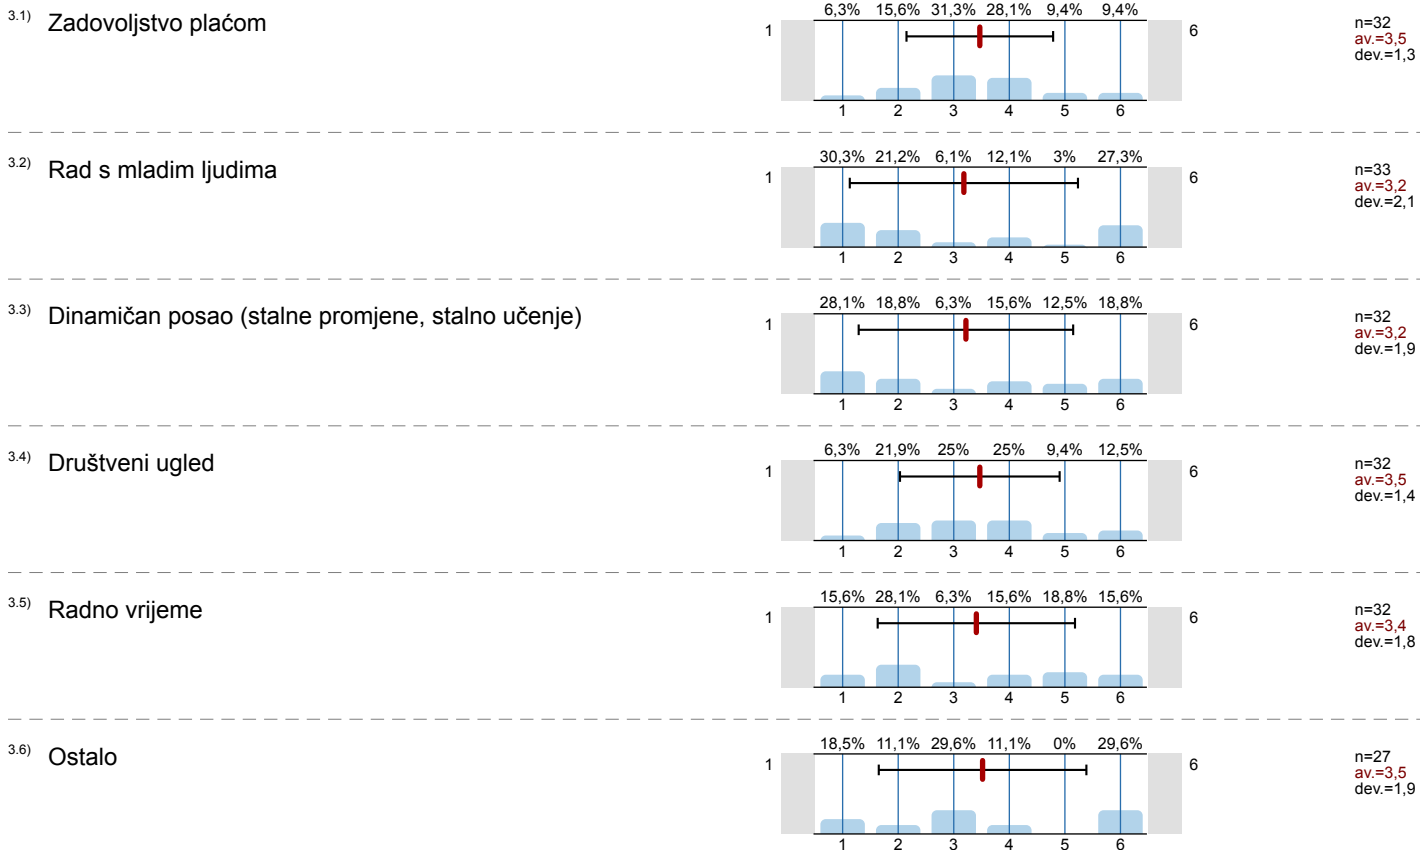 6,3% 15,6% 31,3% 28,1% 9,4% 9,4%
3.1) Zadovoljstvo plaćom
1 6
n=32
av.=3,5
dev.=1,3
1 2 3 4 5 6
30,3% 21,2% 6,1% 12,1% 3% 27,3%
3.2) Rad s mladim ljudima
1 6
n=33
av.=3,2
dev.=2,1
1 2 3 4 5 6
28,1% 18,8% 6,3% 15,6% 12,5% 18,8%
3.3) Dinamičan posao (stalne promjene, stalno učenje)
1 6
n=32
av.=3,2
dev.=1,9
1 2 3 4 5 6
6,3% 21,9% 25% 25% 9,4% 12,5%
3.4) Društveni ugled
1 6
n=32
av.=3,5
dev.=1,4
1 2 3 4 5 6
15,6% 28,1% 6,3% 15,6% 18,8% 15,6%
3.5) Radno vrijeme
1 6
n=32
av.=3,4
dev.=1,8
1 2 3 4 5 6
18,5% 11,1% 29,6% 11,1% 0% 29,6%
3.6) Ostalo
1 6
n=27
av.=3,5
dev.=1,9
1 2 3 4 5 6